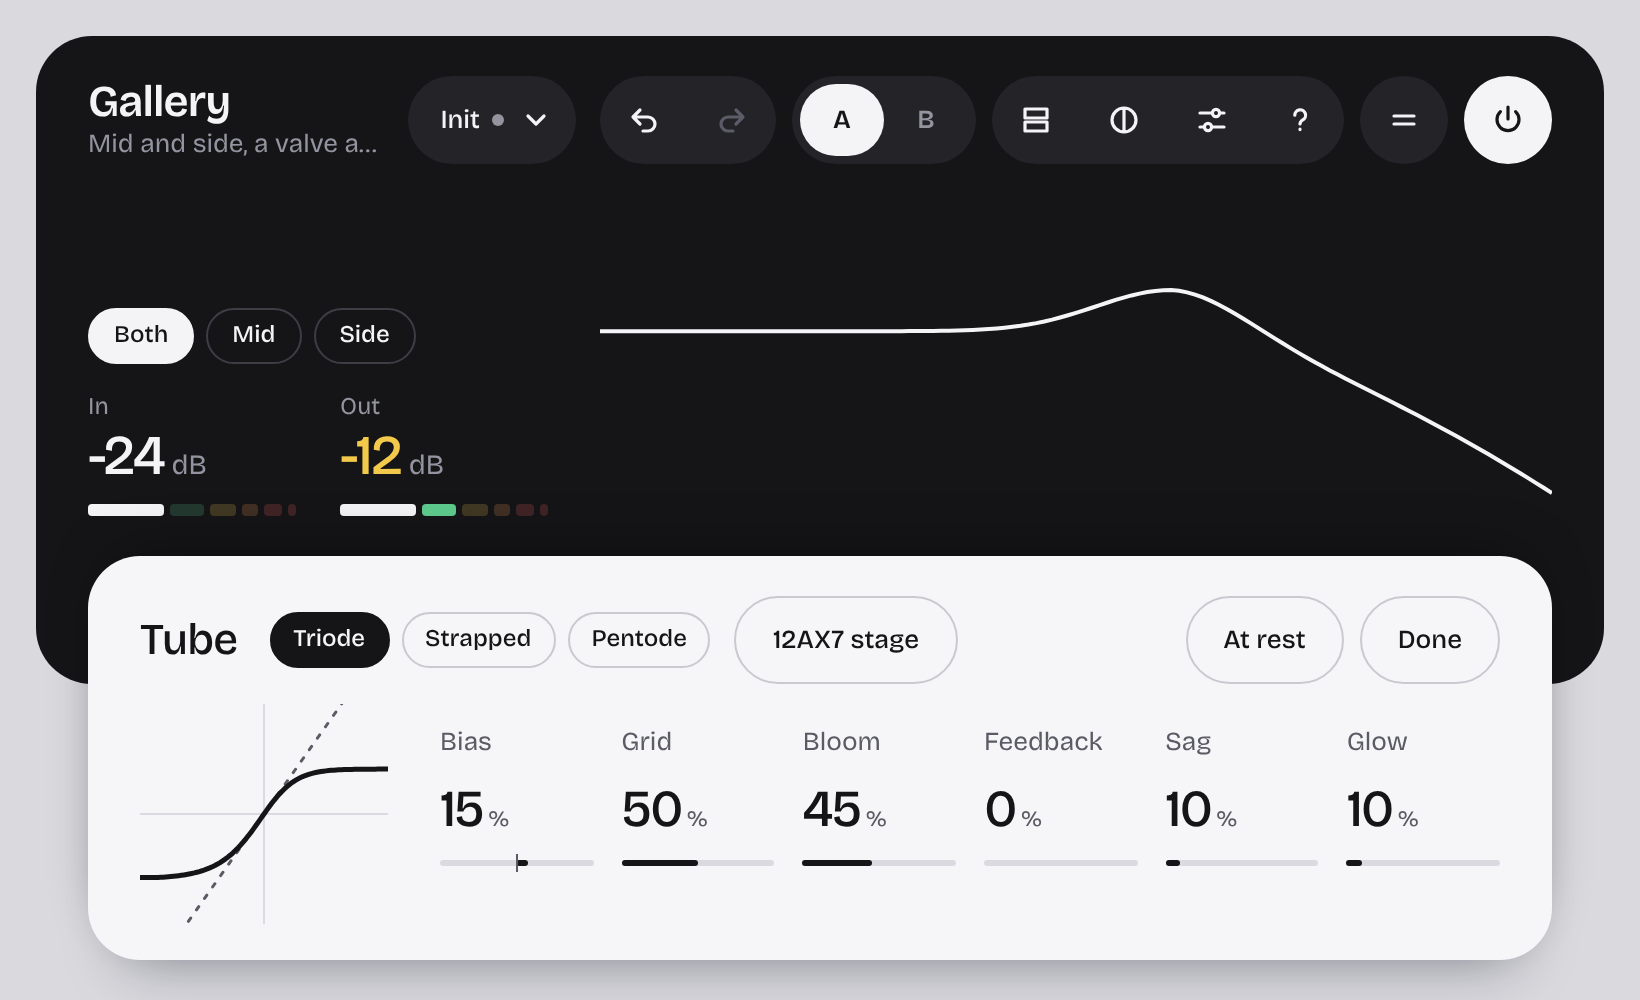 Gallery
Mid and side, a valve a...
Init
A
B
?
Both
Mid
Side
In
Out
-24 dB
-12 dB
Tube
Triode
Strapped
Pentode
12AX7 stage
At rest
Done
Bias
Grid
Bloom
Feedback
Sag
Glow
15 %
50 %
45 %
0 %
10 %
10 %